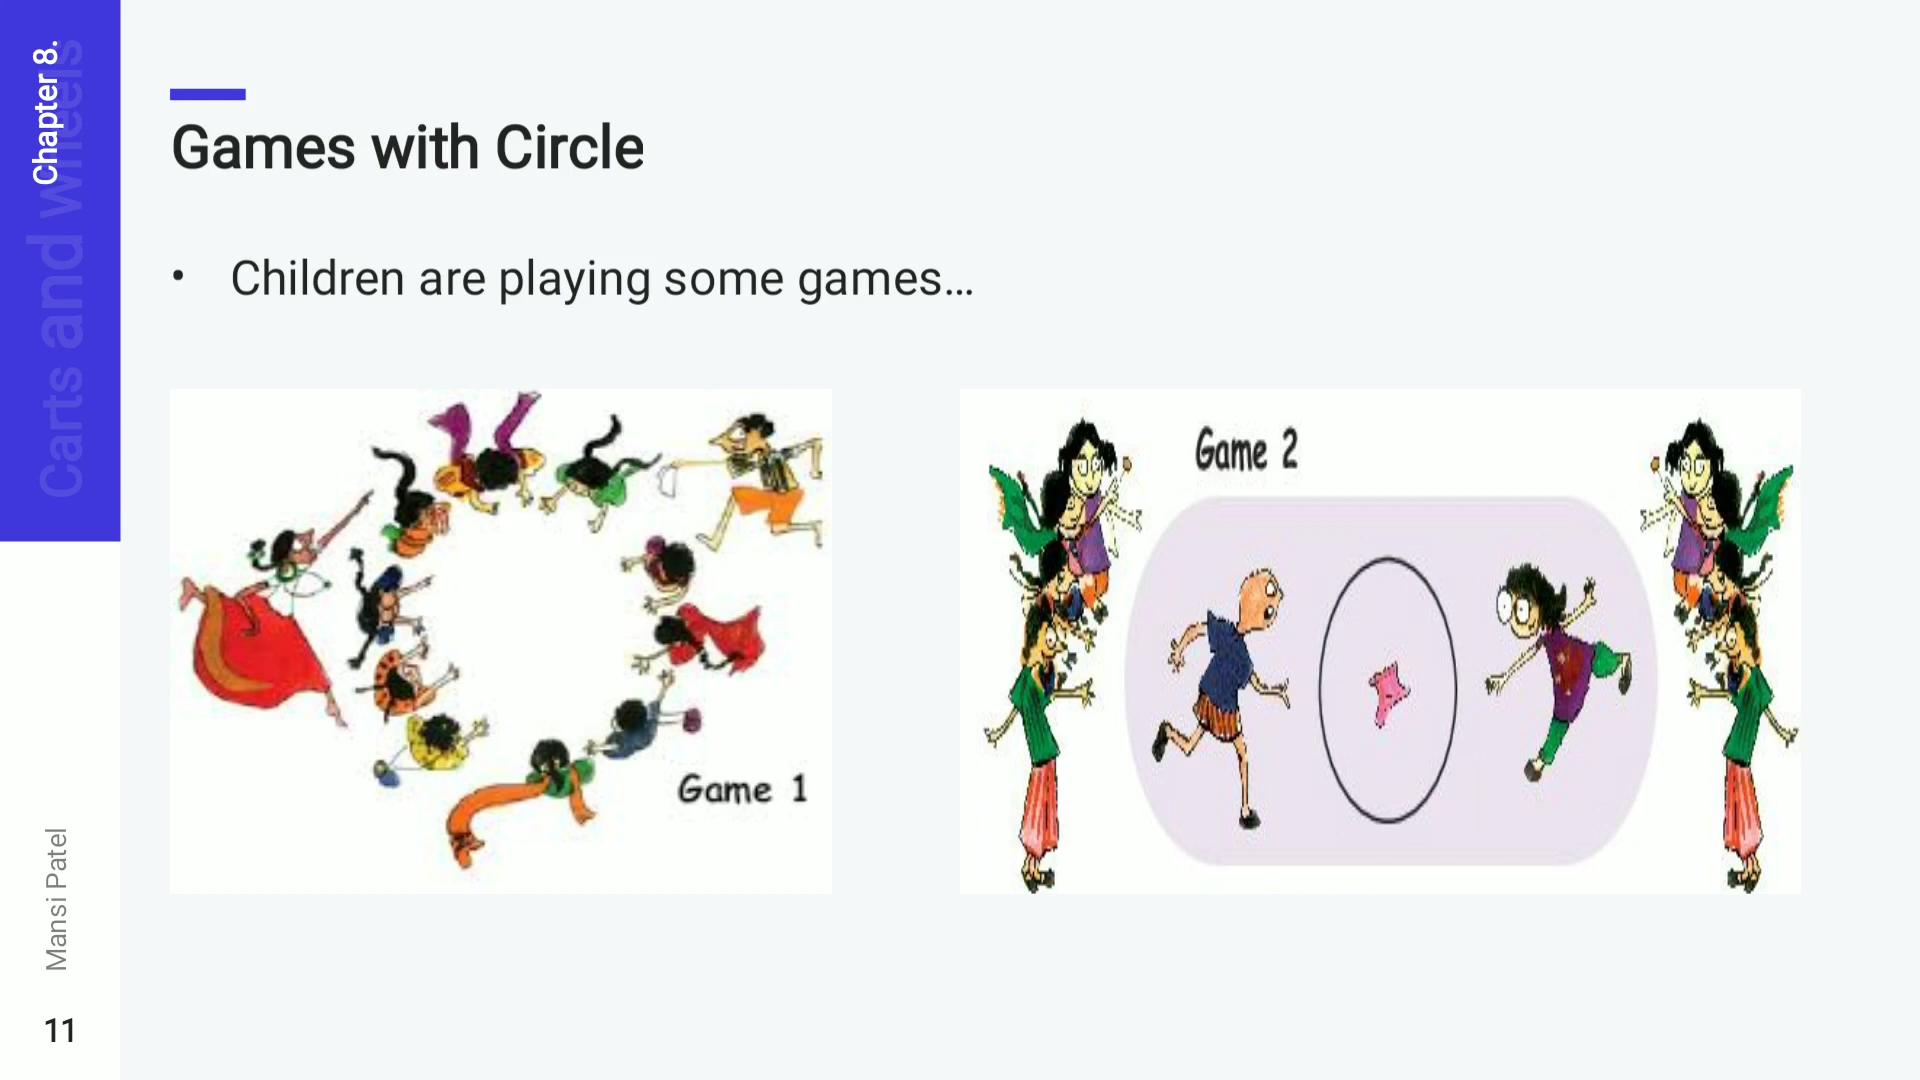 Chapter 8.
Carts and wheels
Games with Circle
• Children are playing some games...
Game 1
Game 2
Mansi Patel
11